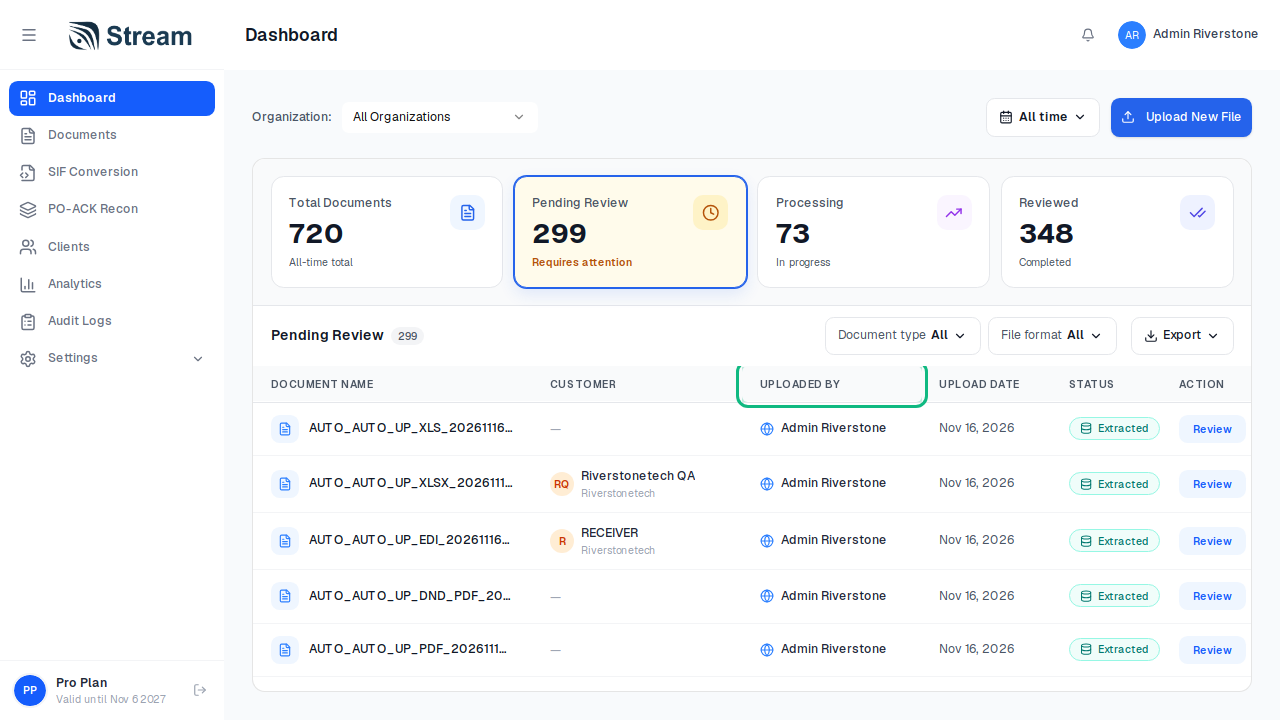 Stream
Dashboard
AR
Admin Riverstone
Dashboard
Documents
SIF Conversion
PO-ACK Recon
Clients
Analytics
Audit Logs
Settings
PP
Pro Plan
Valid until Nov 6 2027
Organization:
All Organizations
All time
Upload New File
Total Documents
720
All-time total
Pending Review
299
Requires attention
Processing
73
In progress
Reviewed
348
Completed
Pending Review 299
Document type All
File format All
Export
DOCUMENT NAME CUSTOMER UPLOADED BY UPLOAD DATE STATUS ACTION
AUTO_AUTO_UP_XLS_20261116... — Admin Riverstone Nov 16, 2026 Extracted Review
AUTO_AUTO_UP_XLSX_2026111... RQ Riverstonetech QA Admin Riverstone Nov 16, 2026 Extracted Review
Riverstonetech
AUTO_AUTO_UP_EDI_20261116... R RECEIVER Admin Riverstone Nov 16, 2026 Extracted Review
Riverstonetech
AUTO_AUTO_UP_DND_PDF_20... — Admin Riverstone Nov 16, 2026 Extracted Review
AUTO_AUTO_UP_PDF_2026111... — Admin Riverstone Nov 16, 2026 Extracted Review